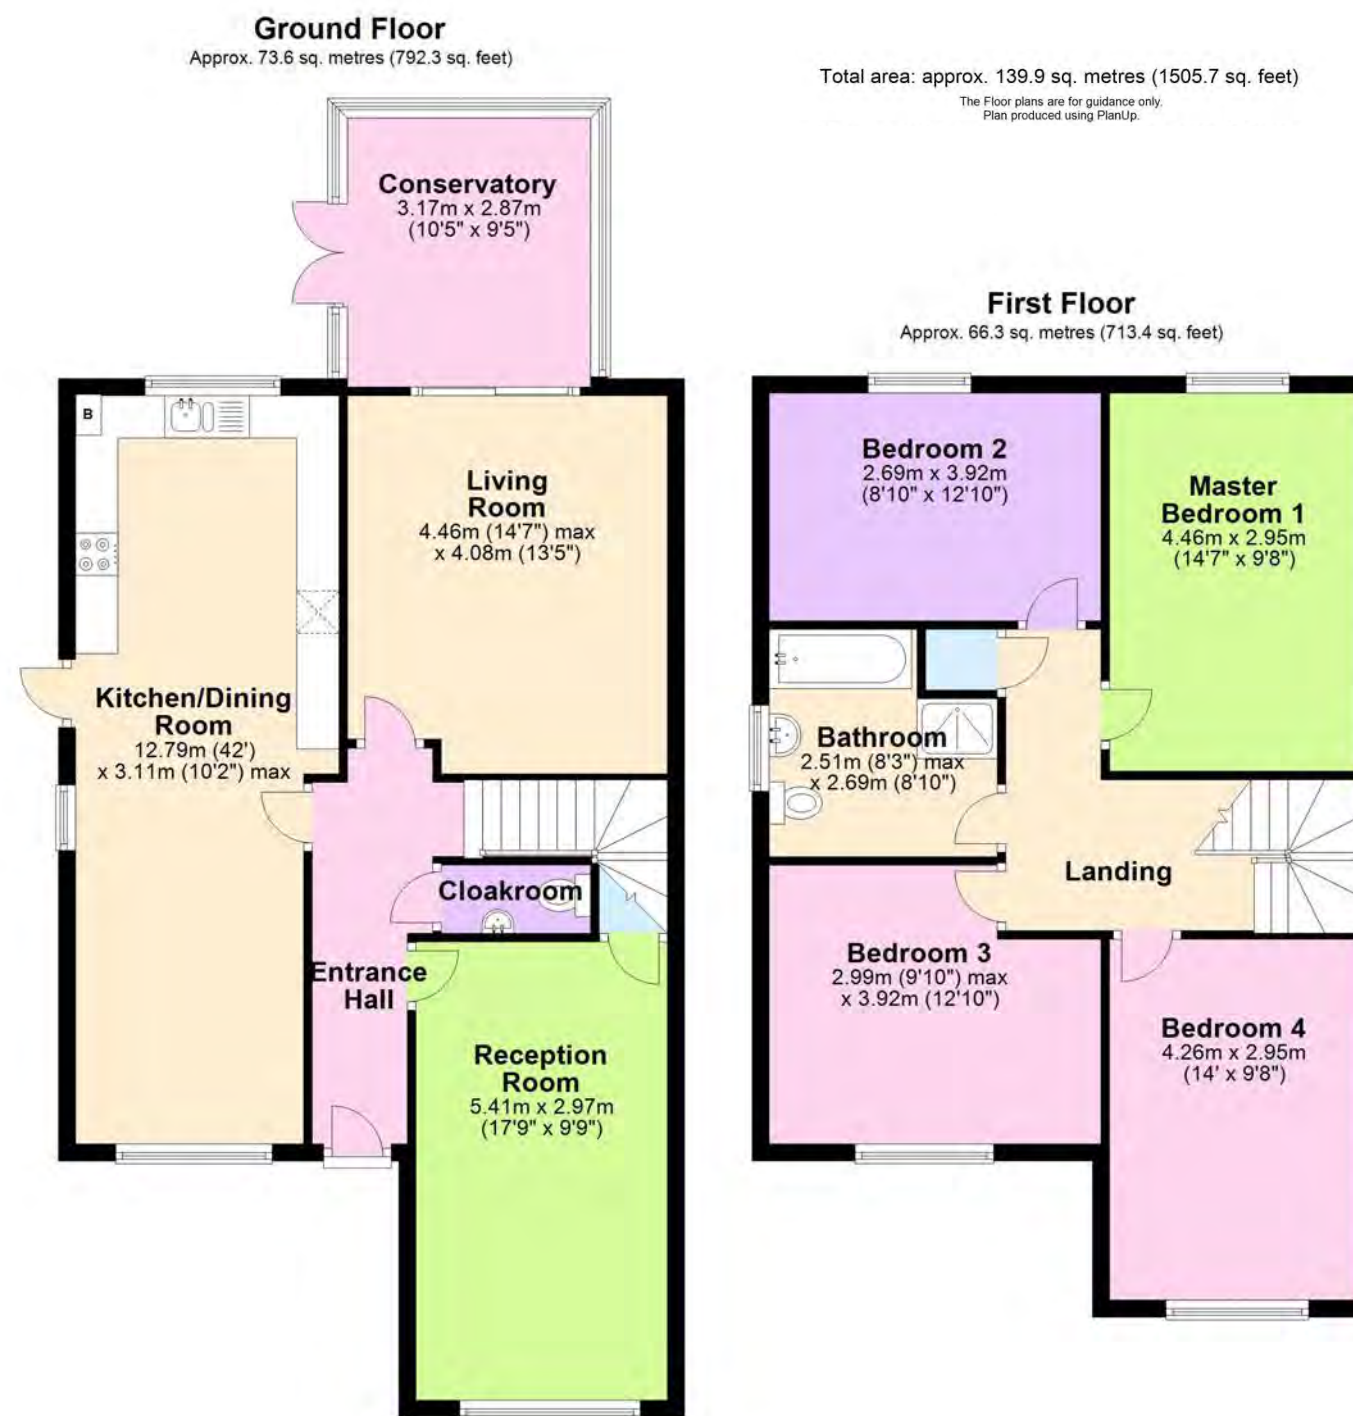 Ground Floor
Approx. 73.6 sq. metres (792.3 sq. feet)
Total area: approx. 139.9 sq. metres (1505.7 sq. feet)
The Floor plans are for guidance only.
Plan produced using PlanUp.
Conservatory
3.17m x 2.87m
(10'5" x 9'5")
B
Living
Room
4.46m (14'7") max
x 4.08m (13'5")
Kitchen/Dining
Room
12.79m (42')
x 3.11m (10'2") max
Cloakroom
Entrance
Hall
Reception
Room
5.41m x 2.97m
(17'9" x 9'9")
First Floor
Approx. 66.3 sq. metres (713.4 sq. feet)
Bedroom 2
2.69m x 3.92m
(8'10" x 12'10")
Master
Bedroom 1
4.46m x 2.95m
(14'7" x 9'8")
Bathroom
2.51m (8'3") max
x 2.69m (8'10")
Landing
Bedroom 3
2.99m (9'10") max
x 3.92m (12'10")
Bedroom 4
4.26m x 2.95m
(14' x 9'8")